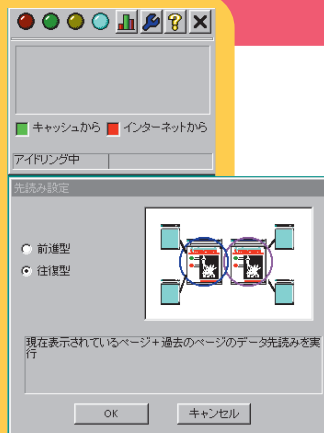 キャッシュから インターネットから
アイドリング中
先読み設定
前進型
往復型
現在表示されているページ+過去のページのデータ先読みを実
行
OK キャンセル